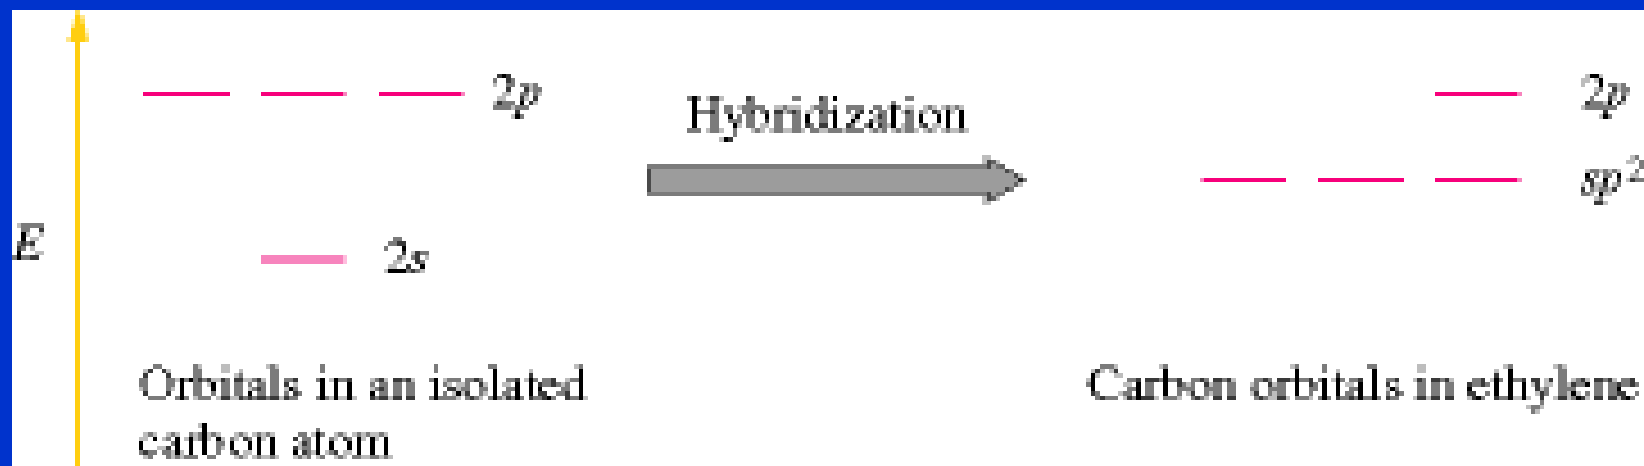 2p
Hybridization
2p
sp²
E
2s
Orbitals in an isolated
carbon atom
Carbon orbitals in ethylene